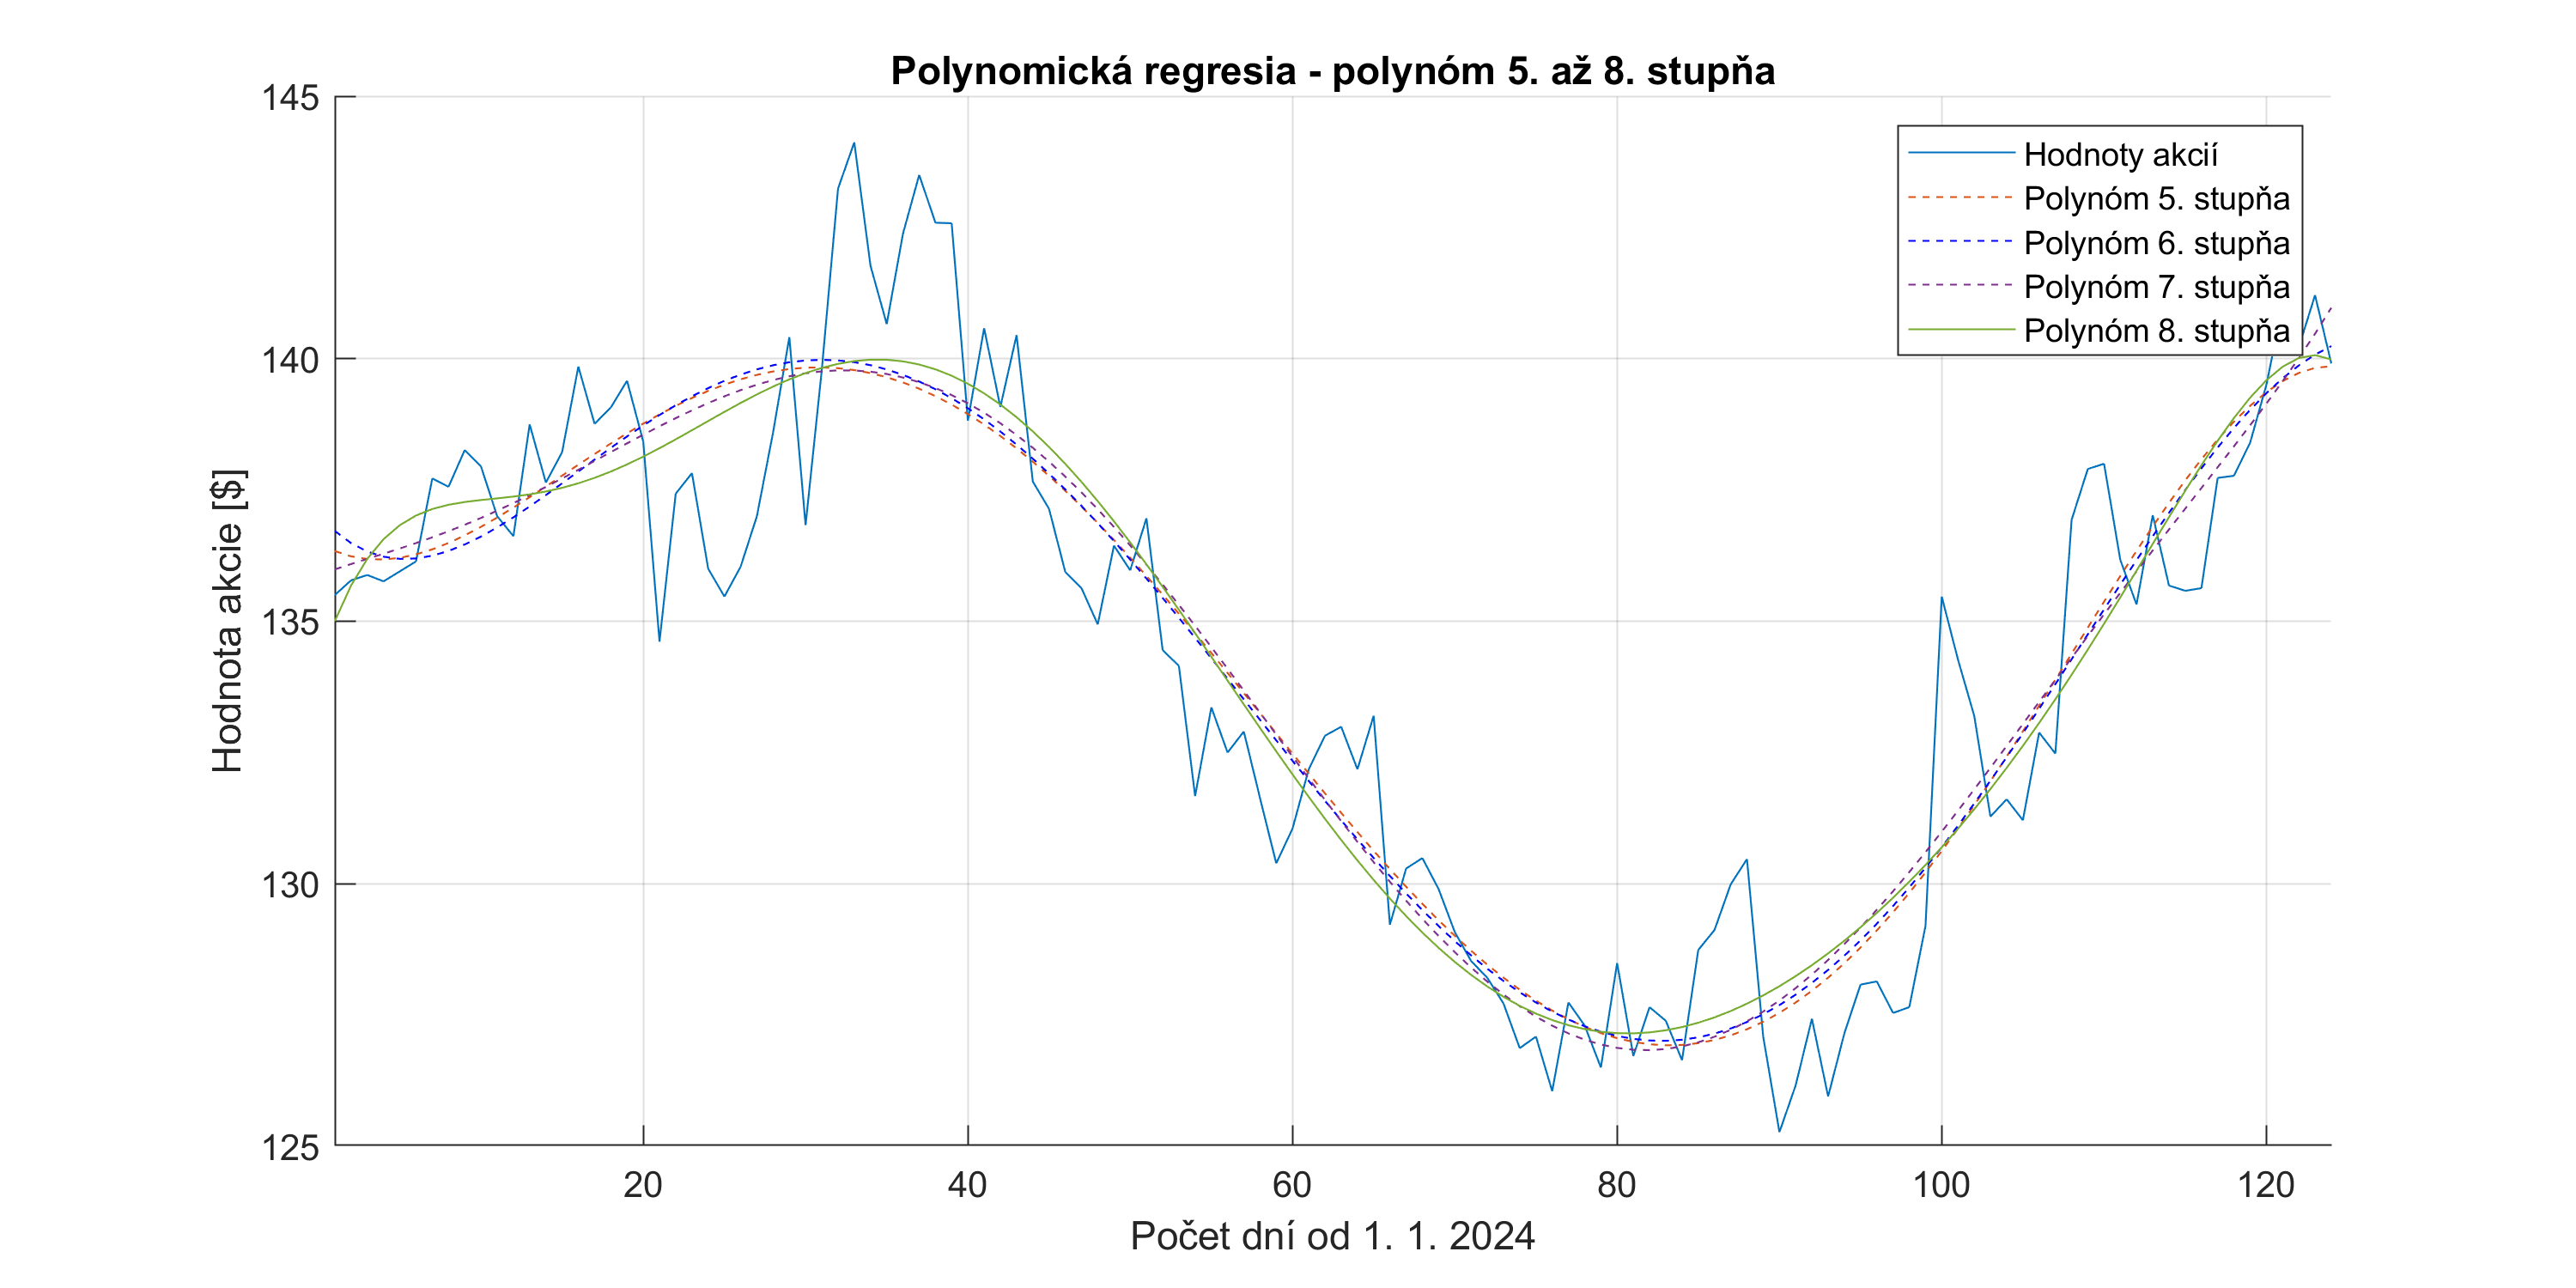 Polynomická regresia - polynóm 5. až 8. stupňa
145
140
135
130
125
Hodnota akcie [$]
Hodnoty akcií
Polynóm 5. stupňa
Polynóm 6. stupňa
Polynóm 7. stupňa
Polynóm 8. stupňa
20 40 60 80 100 120
Počet dní od 1. 1. 2024